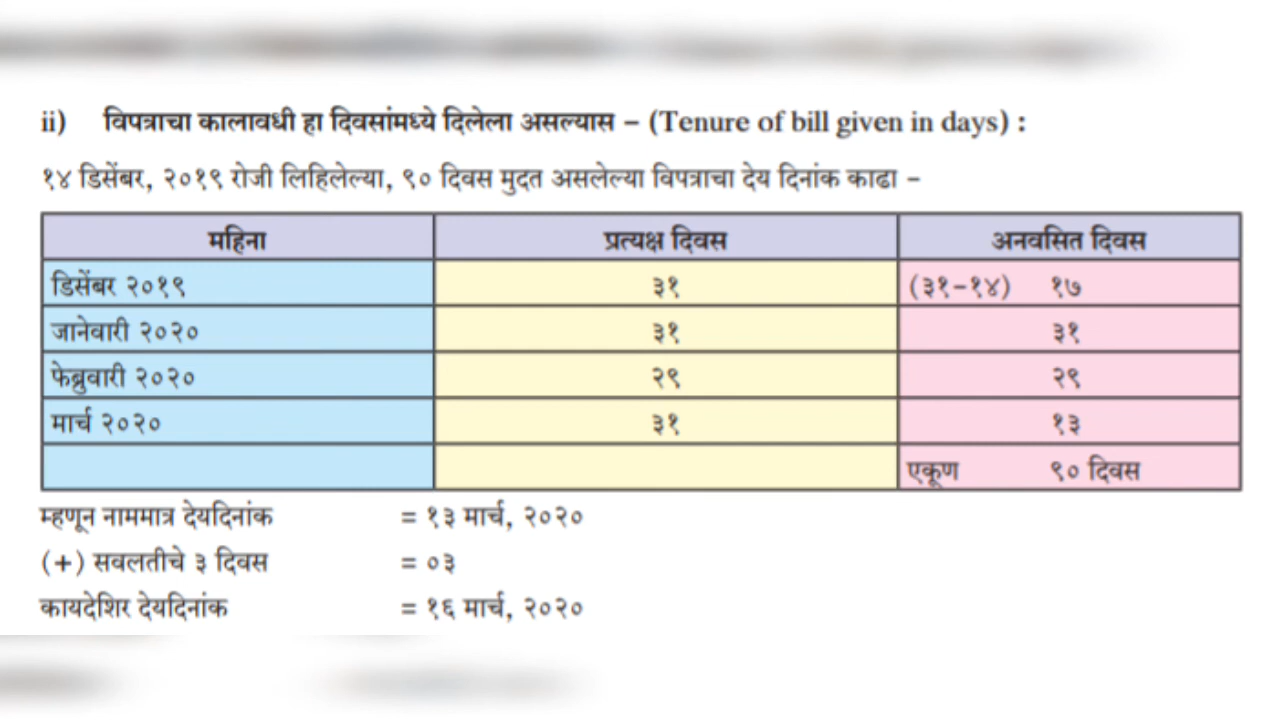 ii) विपत्राचा कालावधी हा दिवसांमध्ये दिलेला असल्यास – (Tenure of bill given in days) :
१४ डिसेंबर, २०१९ रोजी लिहिलेल्या, ९० दिवस मुदत असलेल्या विपत्राचा देय दिनांक काढा –
महिना प्रत्यक्ष दिवस अनवसित दिवस
डिसेंबर २०१९ ३१ (३१-१४) १७
जानेवारी २०२० ३१ ३१
फेब्रुवारी २०२० २९ २९
मार्च २०२० ३१ १३
एकूण ९० दिवस
म्हणून नाममात्र देयदिनांक = १३ मार्च, २०२०
(+) सवलतीचे ३ दिवस = ०३
कायदेशिर देयदिनांक = १६ मार्च, २०२०